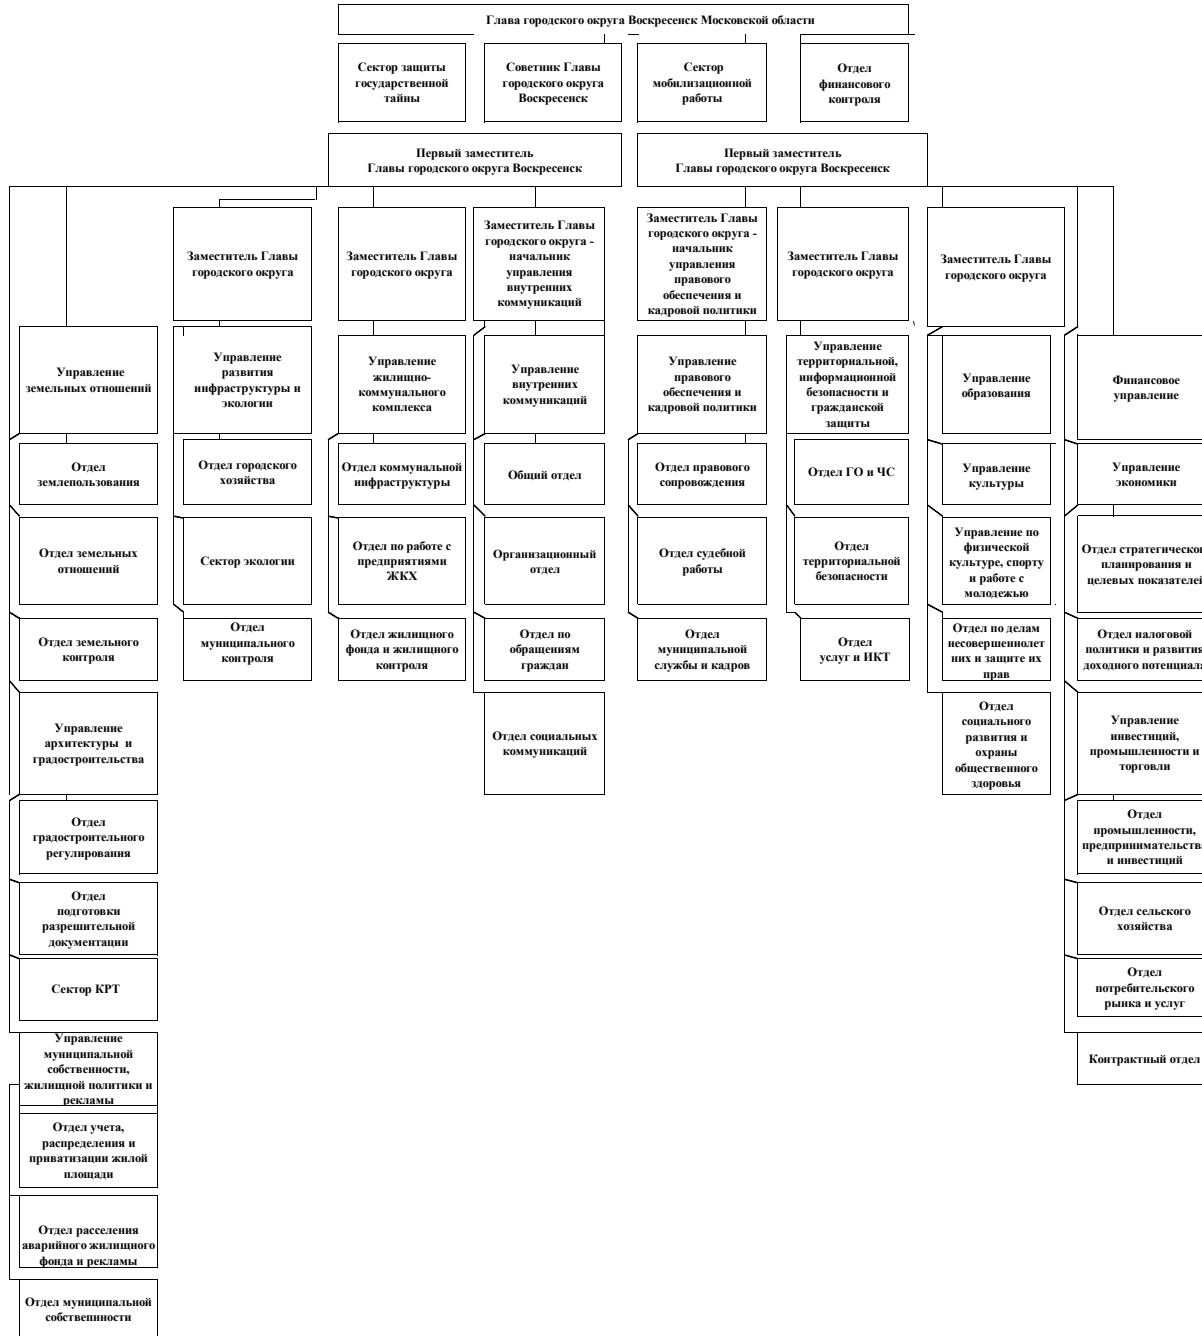 Глава городского округа Воскресенск Московской области
Сектор защиты
государственной
тайны
Советник Главы
городского округа
Воскресенск
Сектор
мобилизационной
работы
Отдел
финансового
контроля
Первый заместитель
Главы городского округа Воскресенск
Первый заместитель
Главы городского округа Воскресенск
Заместитель Главы
городского округа
Заместитель Главы
городского округа
Заместитель Главы
городского округа -
начальник
управления
внутренних
коммуникаций
Заместитель Главы
городского округа -
начальник
управления
правового
обеспечения и
кадровой политики
Заместитель Главы
городского округа
Заместитель Главы
городского округа
Управление
земельных отношений
Управление
развития
инфраструктуры и
экологии
Управление
жилищно-
коммунального
комплекса
Управление
внутренних
коммуникаций
Управление
правового
обеспечения и
кадровой политики
Управление
территориальной,
информационной
безопасности и
гражданской
защиты
Управление
образования
Финансовое
управление
Отдел
землепользования
Отдел городского
хозяйства
Отдел коммунальной
инфраструктуры
Общий отдел
Отдел правового
сопровождения
Отдел ГО и ЧС
Управление
культуры
Управление
экономики
Отдел земельных
отношений
Сектор экологии
Отдел по работе с
предприятиями
ЖКХ
Организационный
отдел
Отдел судебной
работы
Отдел
территориальной
безопасности
Управление по
физической
культуре, спорту
и работе с
молодежью
Отдел стратегическог
планирования и
целевых показателей
Отдел земельного
контроля
Отдел
муниципального
контроля
Отдел жилищного
фонда и жилищного
контроля
Отдел по
обращениям
граждан
Отдел
муниципальной
службы и кадров
Отдел
услуг и ИКТ
Отдел по делам
несовершеннолет
них и защите их
прав
Отдел налоговой
политики и развития
доходного потенциала
Управление
архитектуры и
градостроительства
Отдел социальных
коммуникаций
Отдел
социального
развития и
охраны
общественного
здоровья
Управление
инвестиций,
промышленности и
торговли
Отдел
градостроительного
регулирования
Отдел
промышленности,
предпринимательства
и инвестиций
Отдел
подготовки
разрешительной
документации
Отдел сельского
хозяйства
Сектор КРТ
Отдел
потребительского
рынка и услуг
Управление
муниципальной
собственности,
жилищной политики и
рекламы
Контрактный отдел
Отдел учета,
распределения и
приватизации жилой
площади
Отдел расселения
аварийного жилищного
фонда и рекламы
Отдел муниципальной
собствепнности